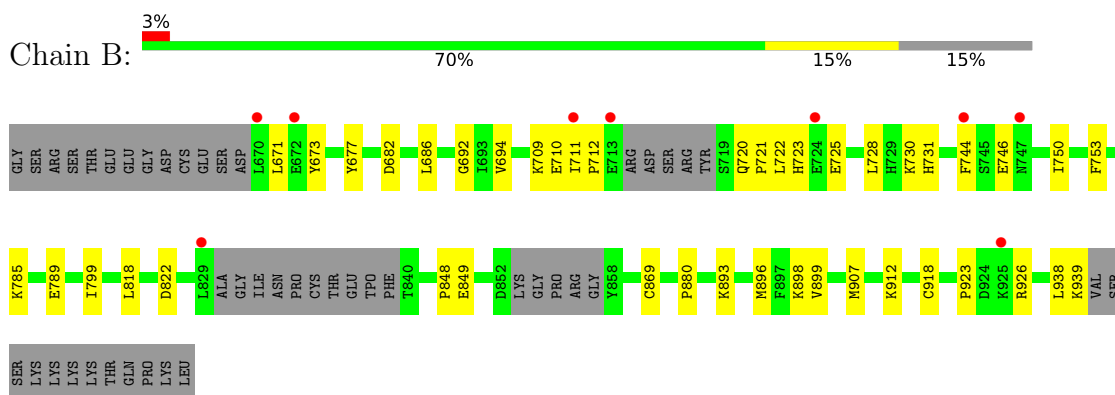 3%
Chain B:
70% 15% 15%
GLY SER ARG SER THR GLU GLU GLY ASP CYS GLU SER ASP L670 L671 E672 Y673 Y677 D682 L686 G692 I693 V694 K709 E710 I711 P712 E713 ARG ASP SER ARG TYR S719 Q720 P721 L722 H723 E724 E725 L728 H729 K730 H731 F744 S745 E746 N747 I750 F753
K785 E789 I799 L818 D822 L829 ALA GLY ILE ASN PRO CYS THR GLU TPO PHE T840 P848 E849 D852 LYS GLY PRO ARG GLY Y858 C869 P880 K893 M896 F897 K898 V899 M907 K912 C918 P923 D924 K925 R926 L938 K939 VAL SER
SER LYS LYS LYS LYS THR GLN PRO LYS LEU